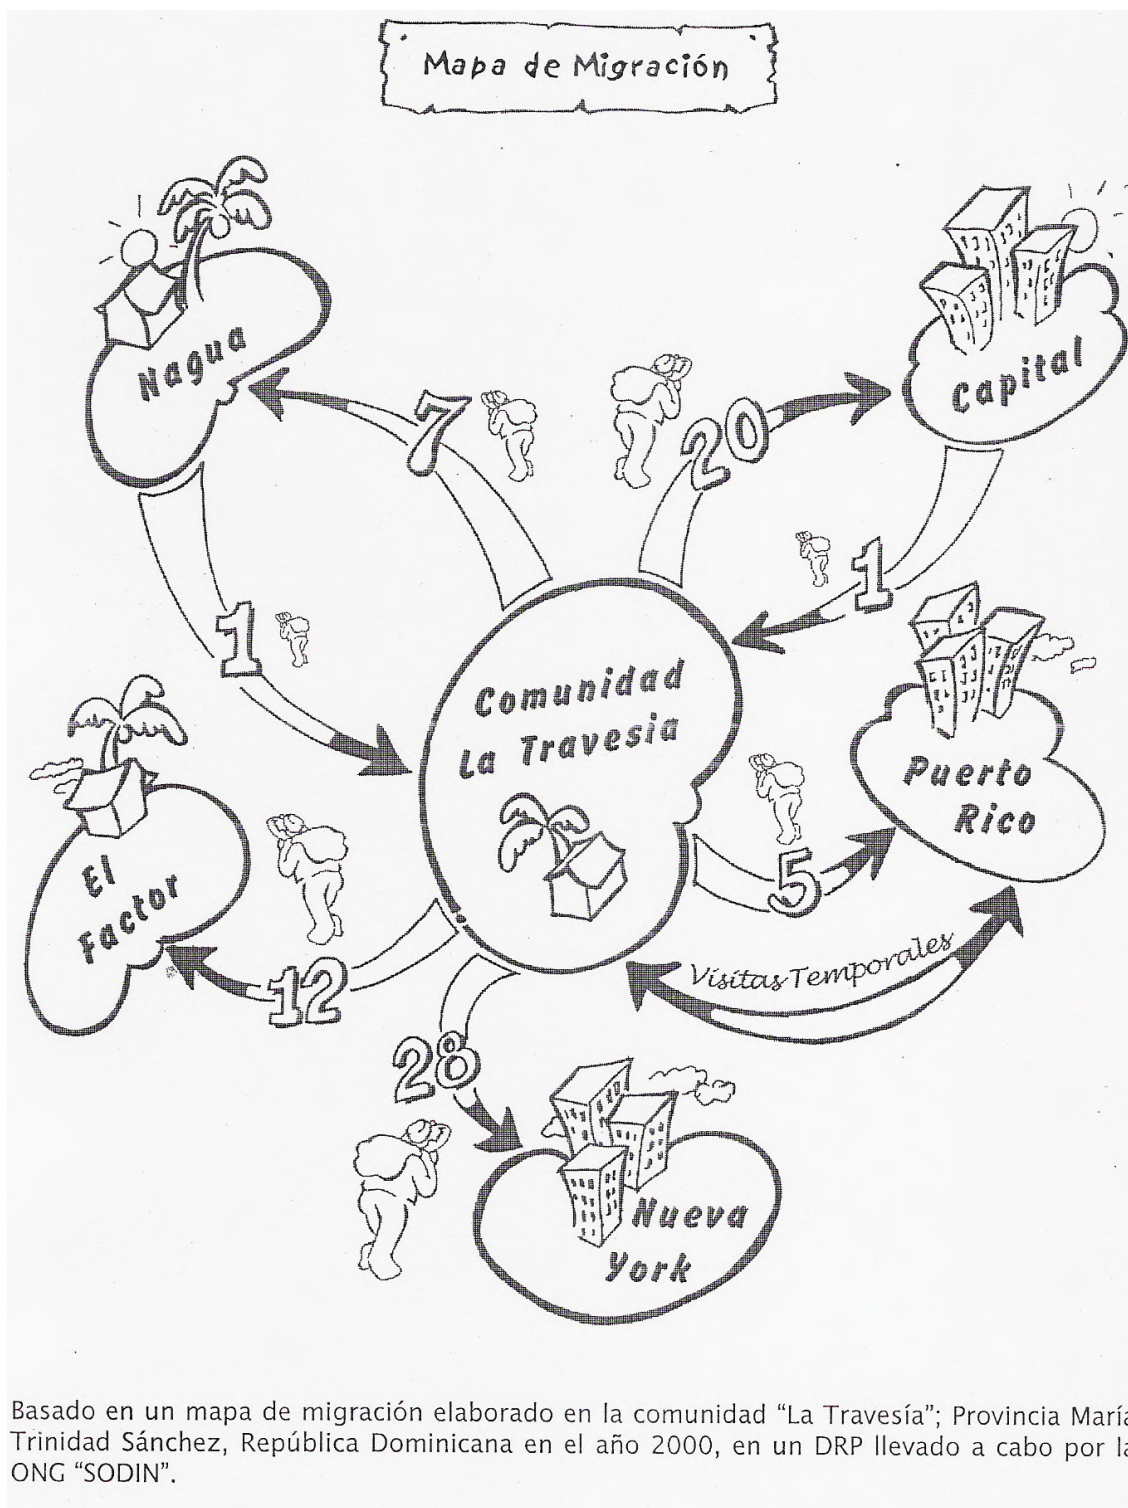 Mapa de Migración
Nagua
Capital
7
20
1
1
Comunidad
La Travesia
Puerto
Rico
El
Factor
5
12
Visitas Temporales
28
Nueva
York
Basado en un mapa de migración elaborado en la comunidad “La Travesía”; Provincia María
Trinidad Sánchez, República Dominicana en el año 2000, en un DRP llevado a cabo por la
ONG “SODIN”.